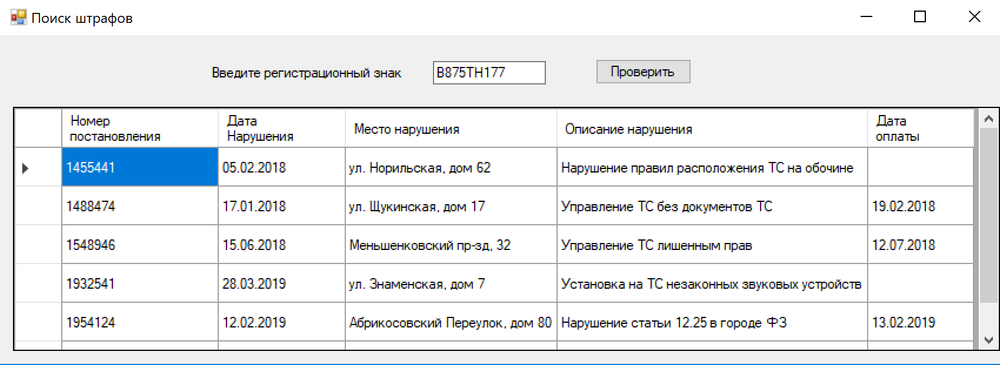 Поиск штрафов
Введите регистрационный знак B875TH177 Проверить
Номер постановления Дата Нарушения Место нарушения Описание нарушения Дата оплаты
1455441 05.02.2018 ул. Норильская, дом 62 Нарушение правил расположения ТС на обочине
1488474 17.01.2018 ул. Щукинская, дом 17 Управление ТС без документов ТС 19.02.2018
1548946 15.06.2018 Меньшенковский пр-зд, 32 Управление ТС лишенным прав 12.07.2018
1932541 28.03.2019 ул. Знаменская, дом 7 Установка на ТС незаконных звуковых устройств
1954124 12.02.2019 Абрикосовский Переулок, дом 80 Нарушение статьи 12.25 в городе ФЗ 13.02.2019